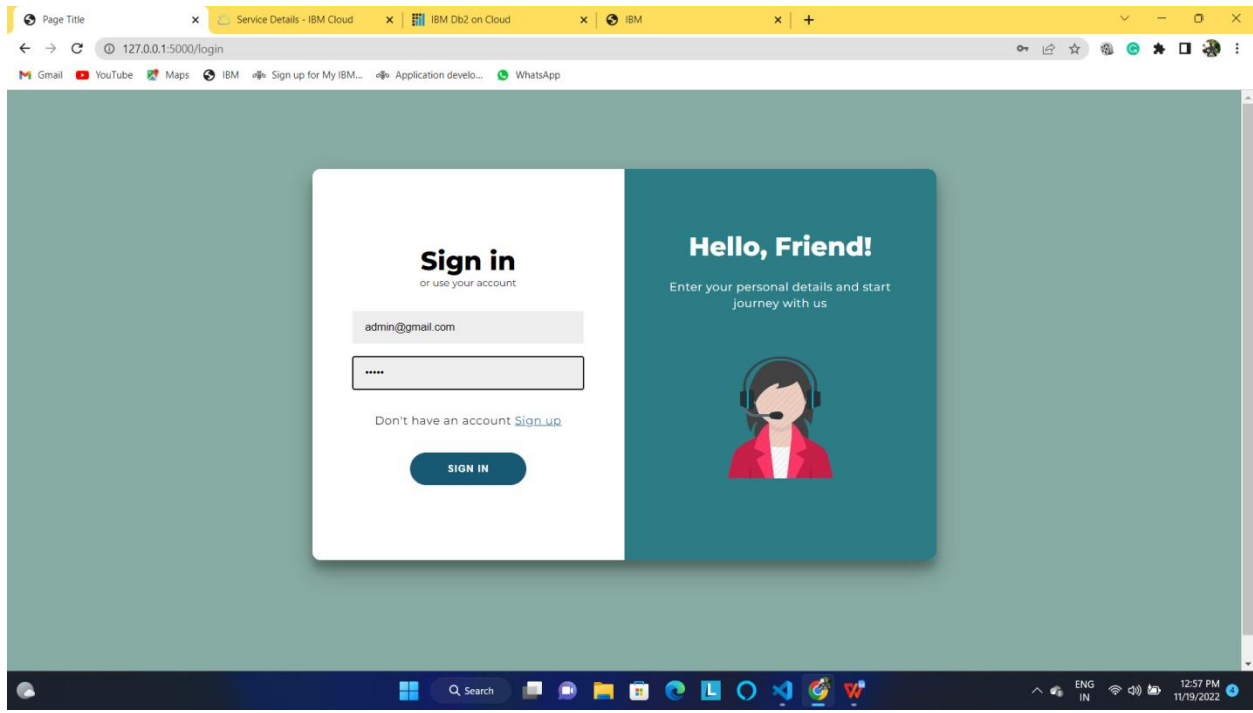 Page Title
Service Details - IBM Cloud
IBM Db2 on Cloud
IBM
127.0.0.1:5000/login
Gmail
YouTube
Maps
IBM
Sign up for My IBM...
Application develo...
WhatsApp
Sign in
or use your account
admin@gmail.com
•••••
Don't have an account Sign up
SIGN IN
Hello, Friend!
Enter your personal details and start
journey with us
Search
ENG
IN
12:57 PM
11/19/2022
4